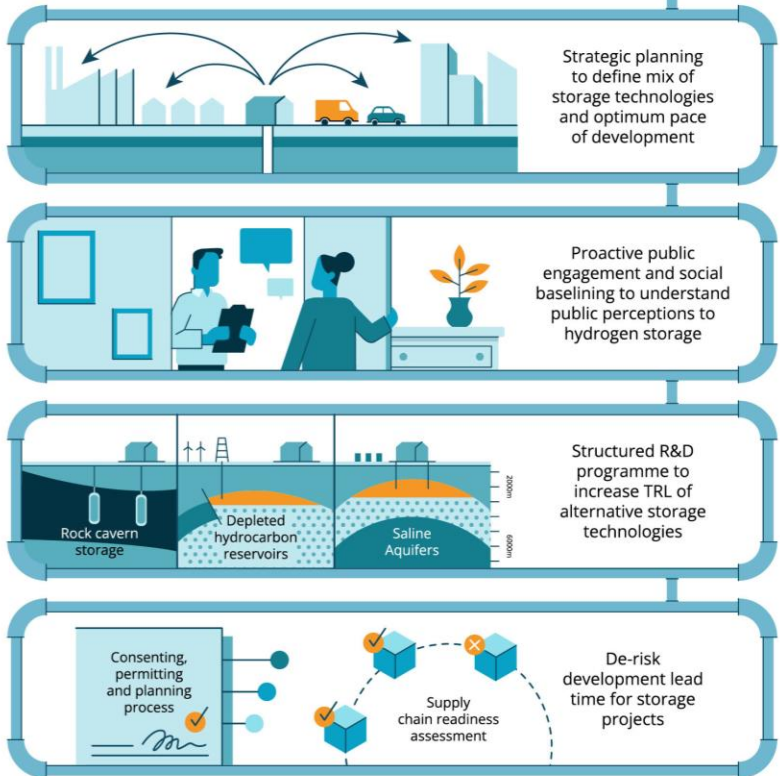 Strategic planning
to define mix of
storage technologies
and optimum pace
of development
Proactive public
engagement and social
baselining to understand
public perceptions to
hydrogen storage
Rock cavern
storage
Depleted
hydrocarbon
reservoirs
Saline
Aquifers
2000m
6000m
Structured R&D
programme to
increase TRL of
alternative storage
technologies
Consenting,
permitting
and planning
process
Supply
chain readiness
assessment
De-risk
development lead
time for storage
projects